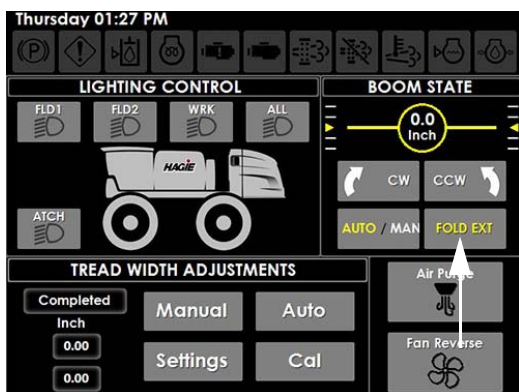 Thursday 01:27 PM
LIGHTING CONTROL
FLD1 FLD2 WRK ALL
HAGIE
ATCH
BOOM STATE
0.0
Inch
CW CCW
AUTO / MAN FOLD EXT
TREAD WIDTH ADJUSTMENTS
Completed
Inch
0.00
0.00
Manual Auto
Settings Cal
Air Purge
Fan Reverse